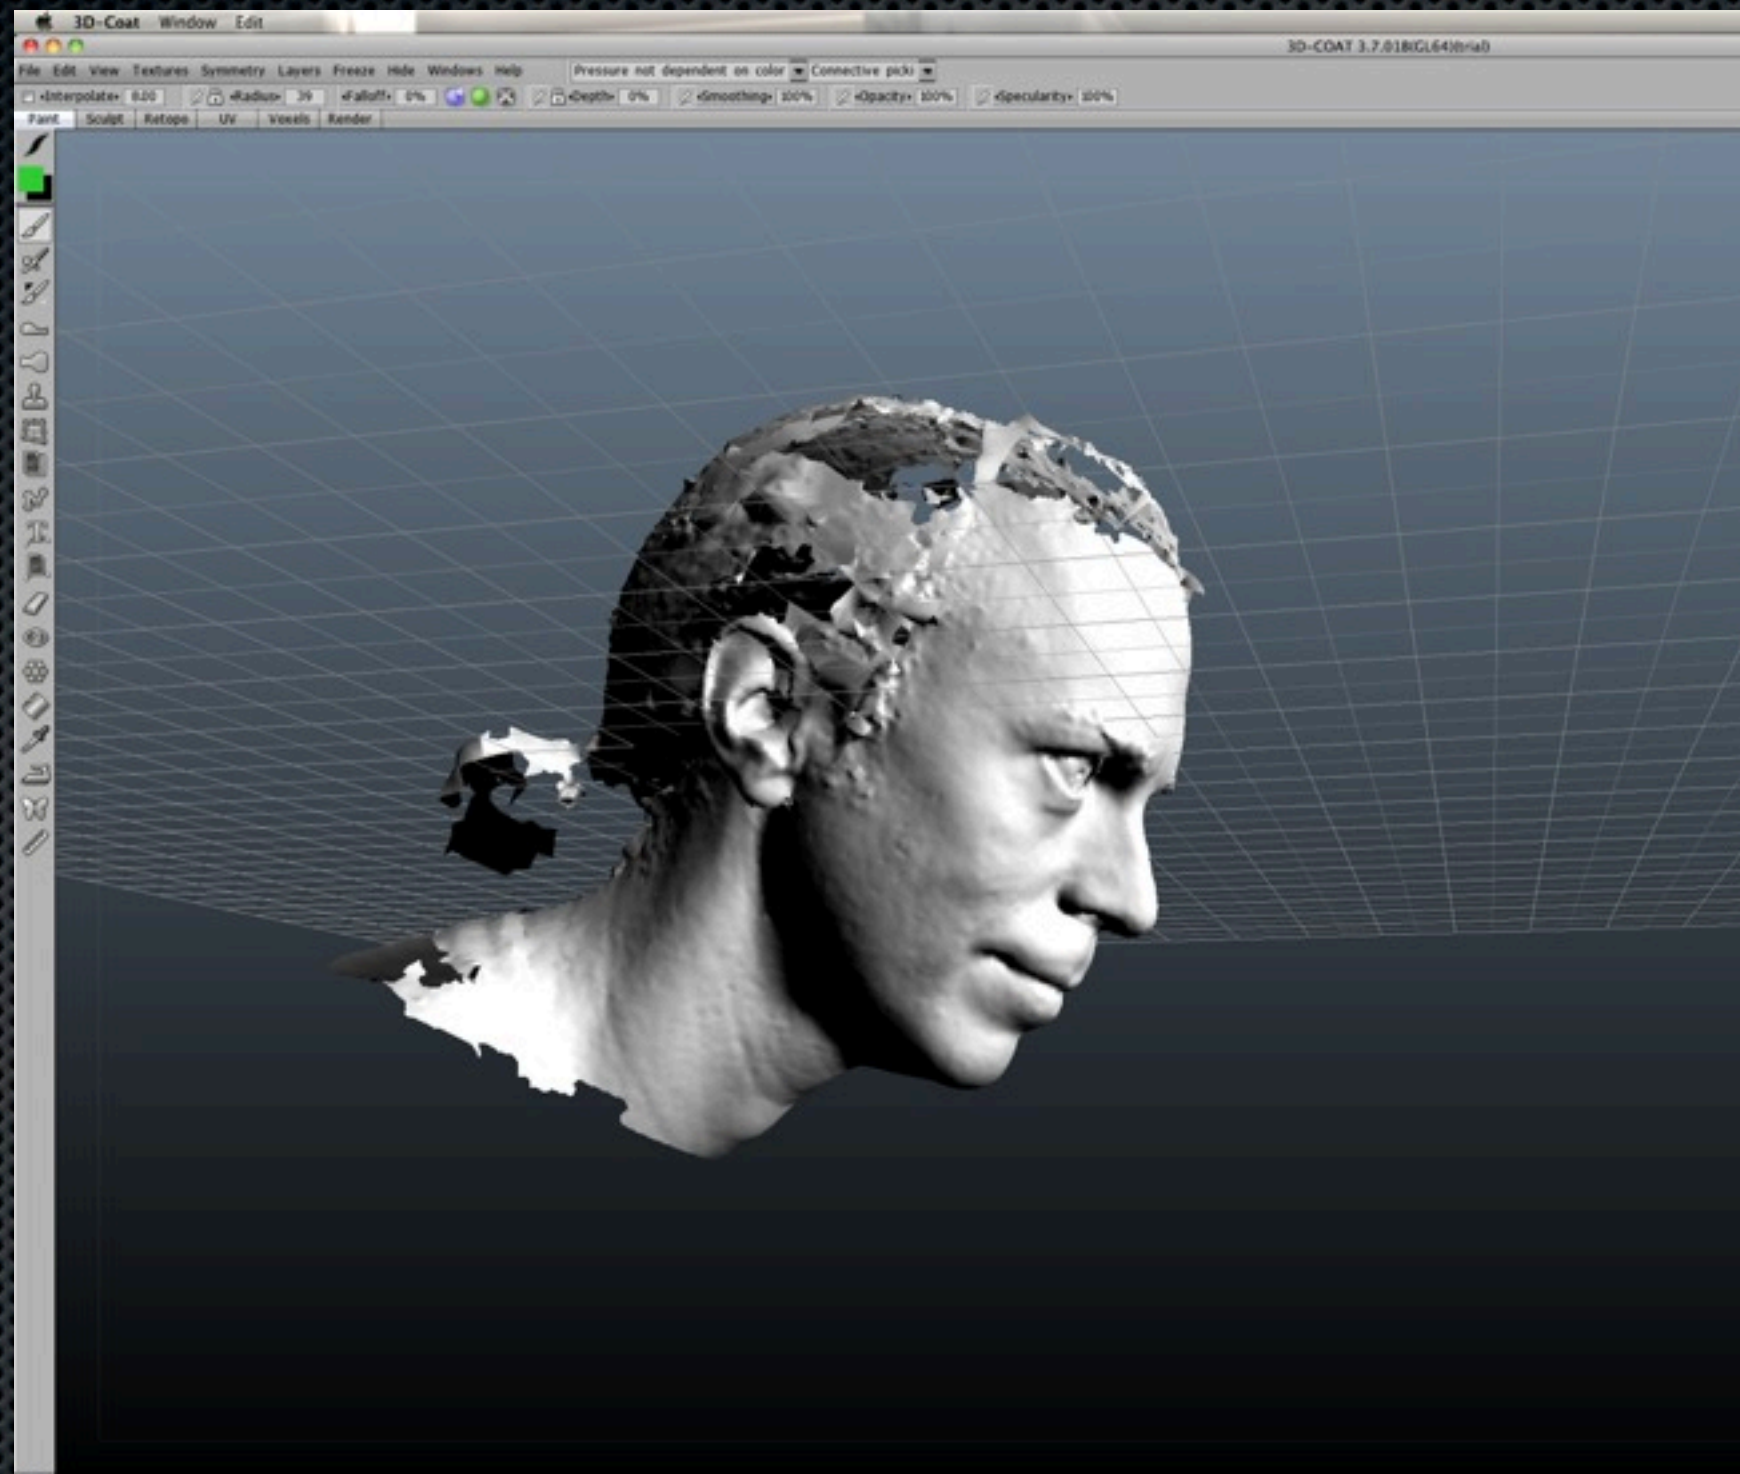 3D-Coat Window Edit
3D-COAT 3.7.018(GL64)(trial)
File Edit View Textures Symmetry Layers Freeze Hide Windows Help Pressure not dependent on color Connective picki
Interpolate 8.00 Radius 39 Falloff 0% Depth 0% Smoothing 100% Opacity 100% Specularity 100%
Paint Sculpt Retopo UV Voxels Render
T